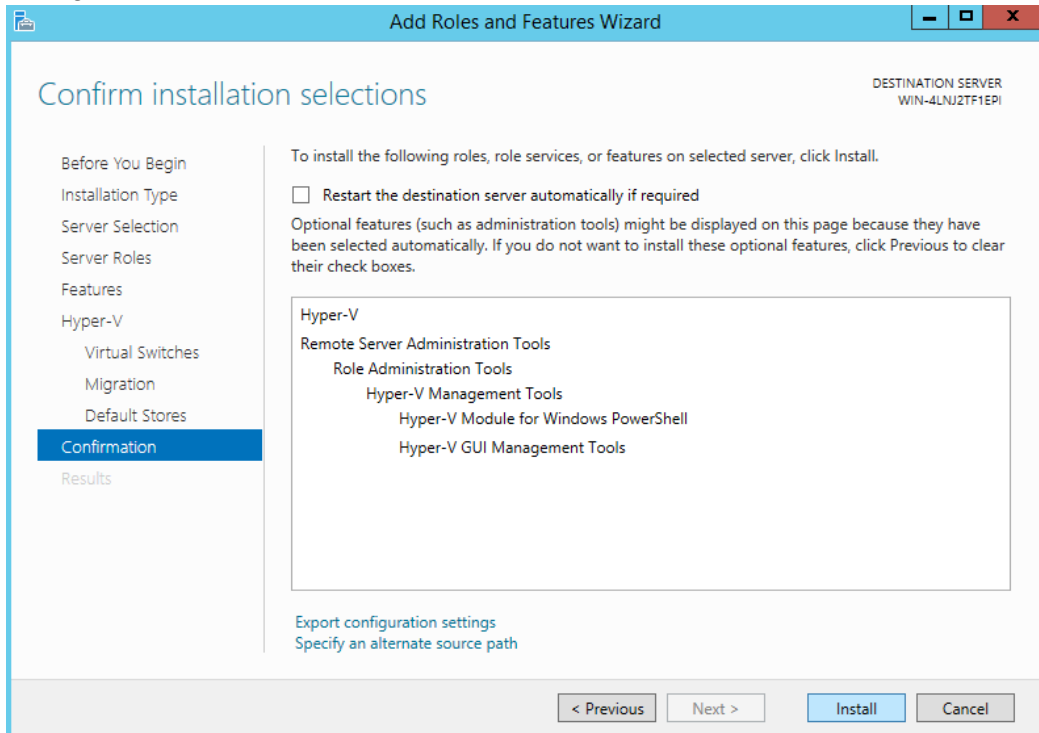 Add Roles and Features Wizard
Confirm installation selections
DESTINATION SERVER
WIN-4LNJ2TF1EPI
Before You Begin
Installation Type
Server Selection
Server Roles
Features
Hyper-V
Virtual Switches
Migration
Default Stores
Confirmation
Results
To install the following roles, role services, or features on selected server, click Install.
Restart the destination server automatically if required
Optional features (such as administration tools) might be displayed on this page because they have
been selected automatically. If you do not want to install these optional features, click Previous to clear
their check boxes.
Hyper-V
Remote Server Administration Tools
Role Administration Tools
Hyper-V Management Tools
Hyper-V Module for Windows PowerShell
Hyper-V GUI Management Tools
Export configuration settings
Specify an alternate source path
< Previous
Next >
Install
Cancel